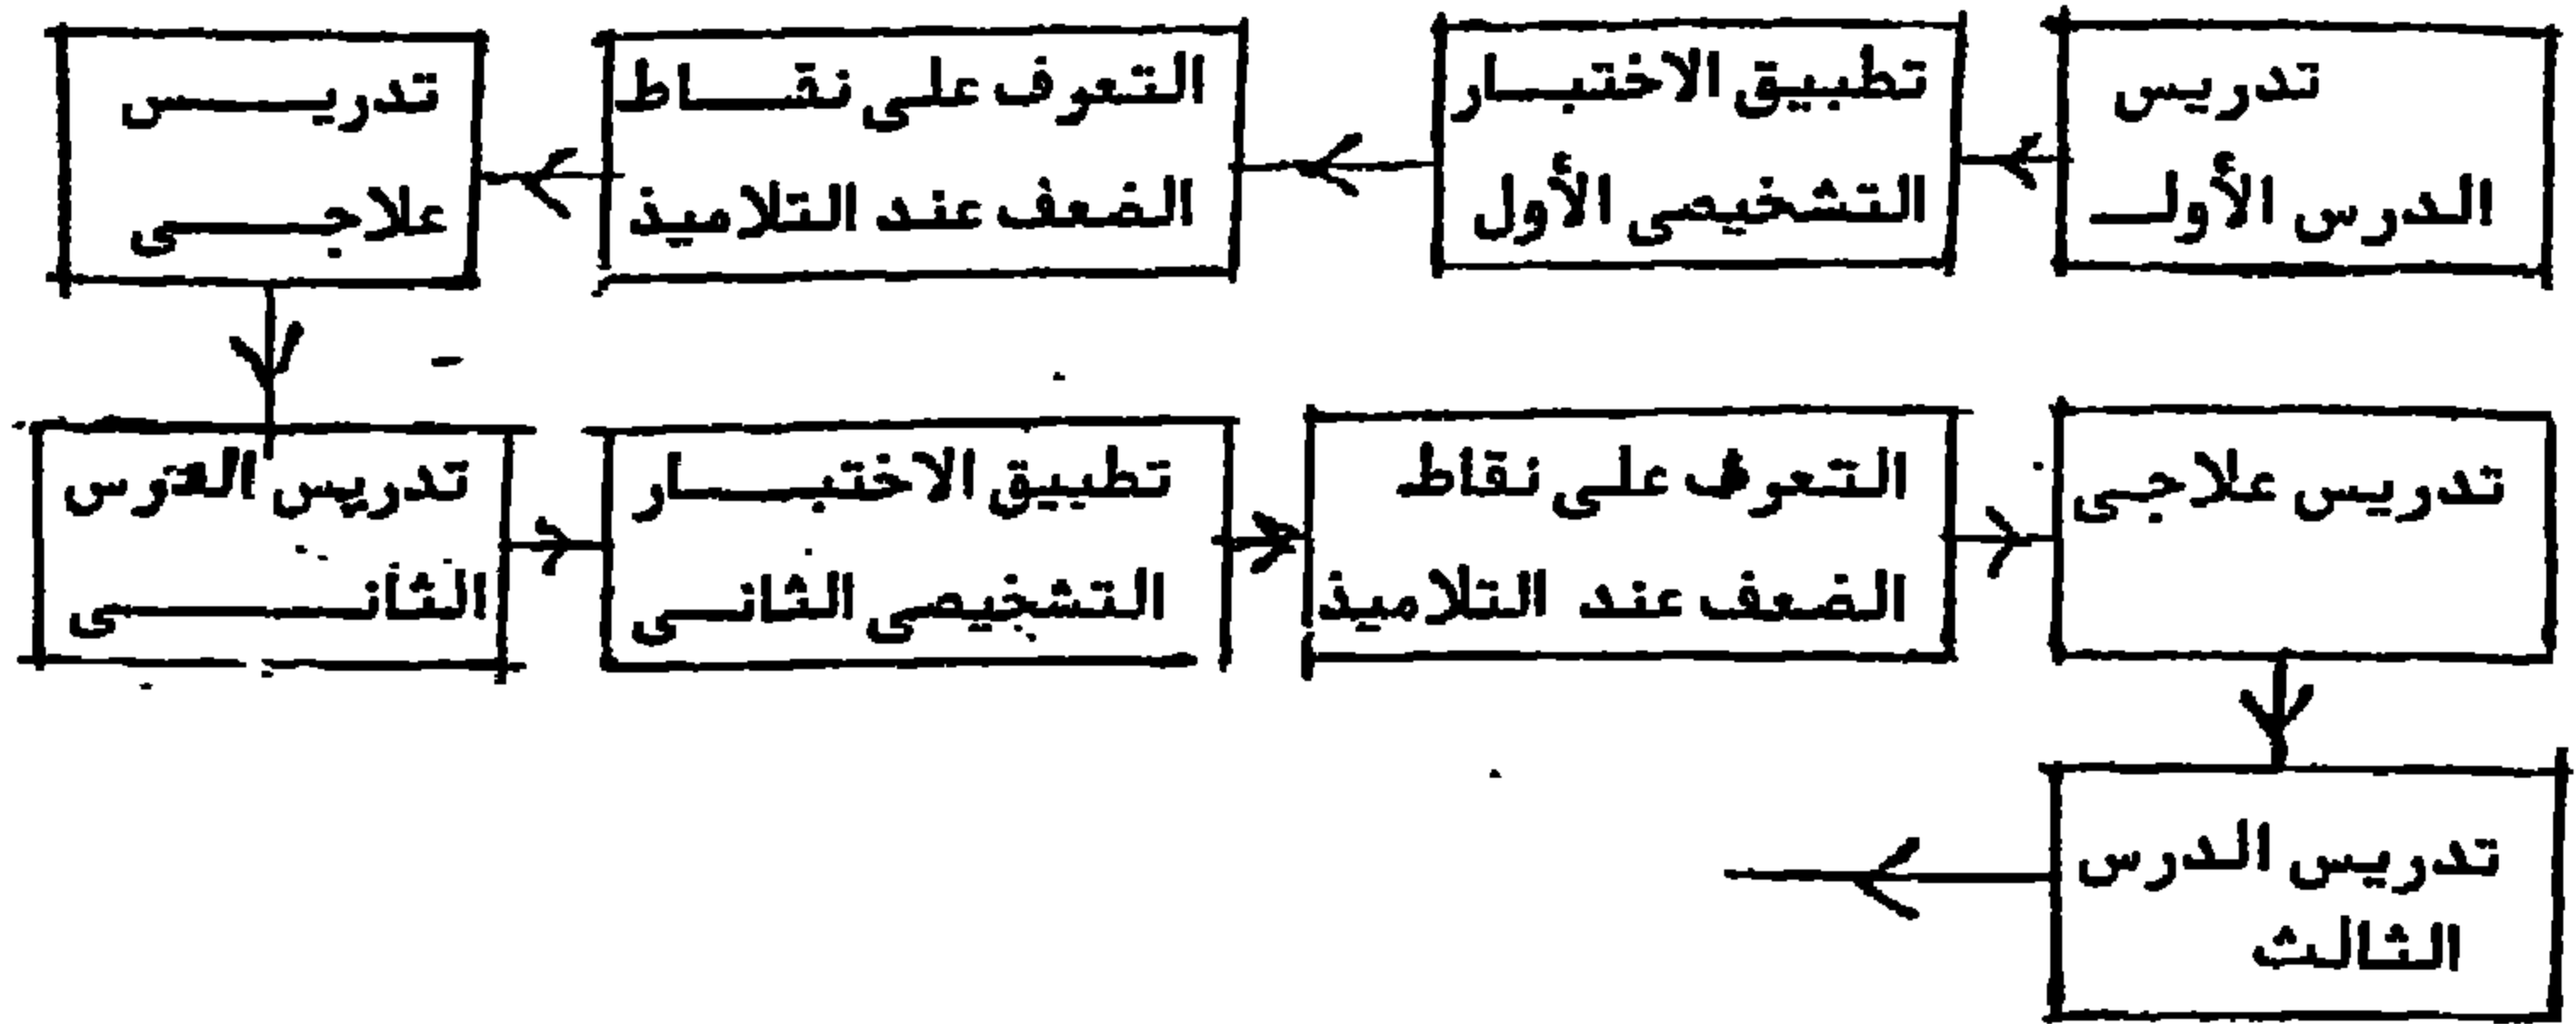 تدريس
الدرس الأول
تطبيق الاختبار
التشخيصى الأول
التعرف على نقاط
الضعف عند التلاميذ
تدريس
علاجى
تدريس الدرس
الثانى
تطبيق الاختبار
التشخيصى الثانى
التعرف على نقاط
الضعف عند التلاميذ
تدريس علاجى
تدريس الدرس
الثالث